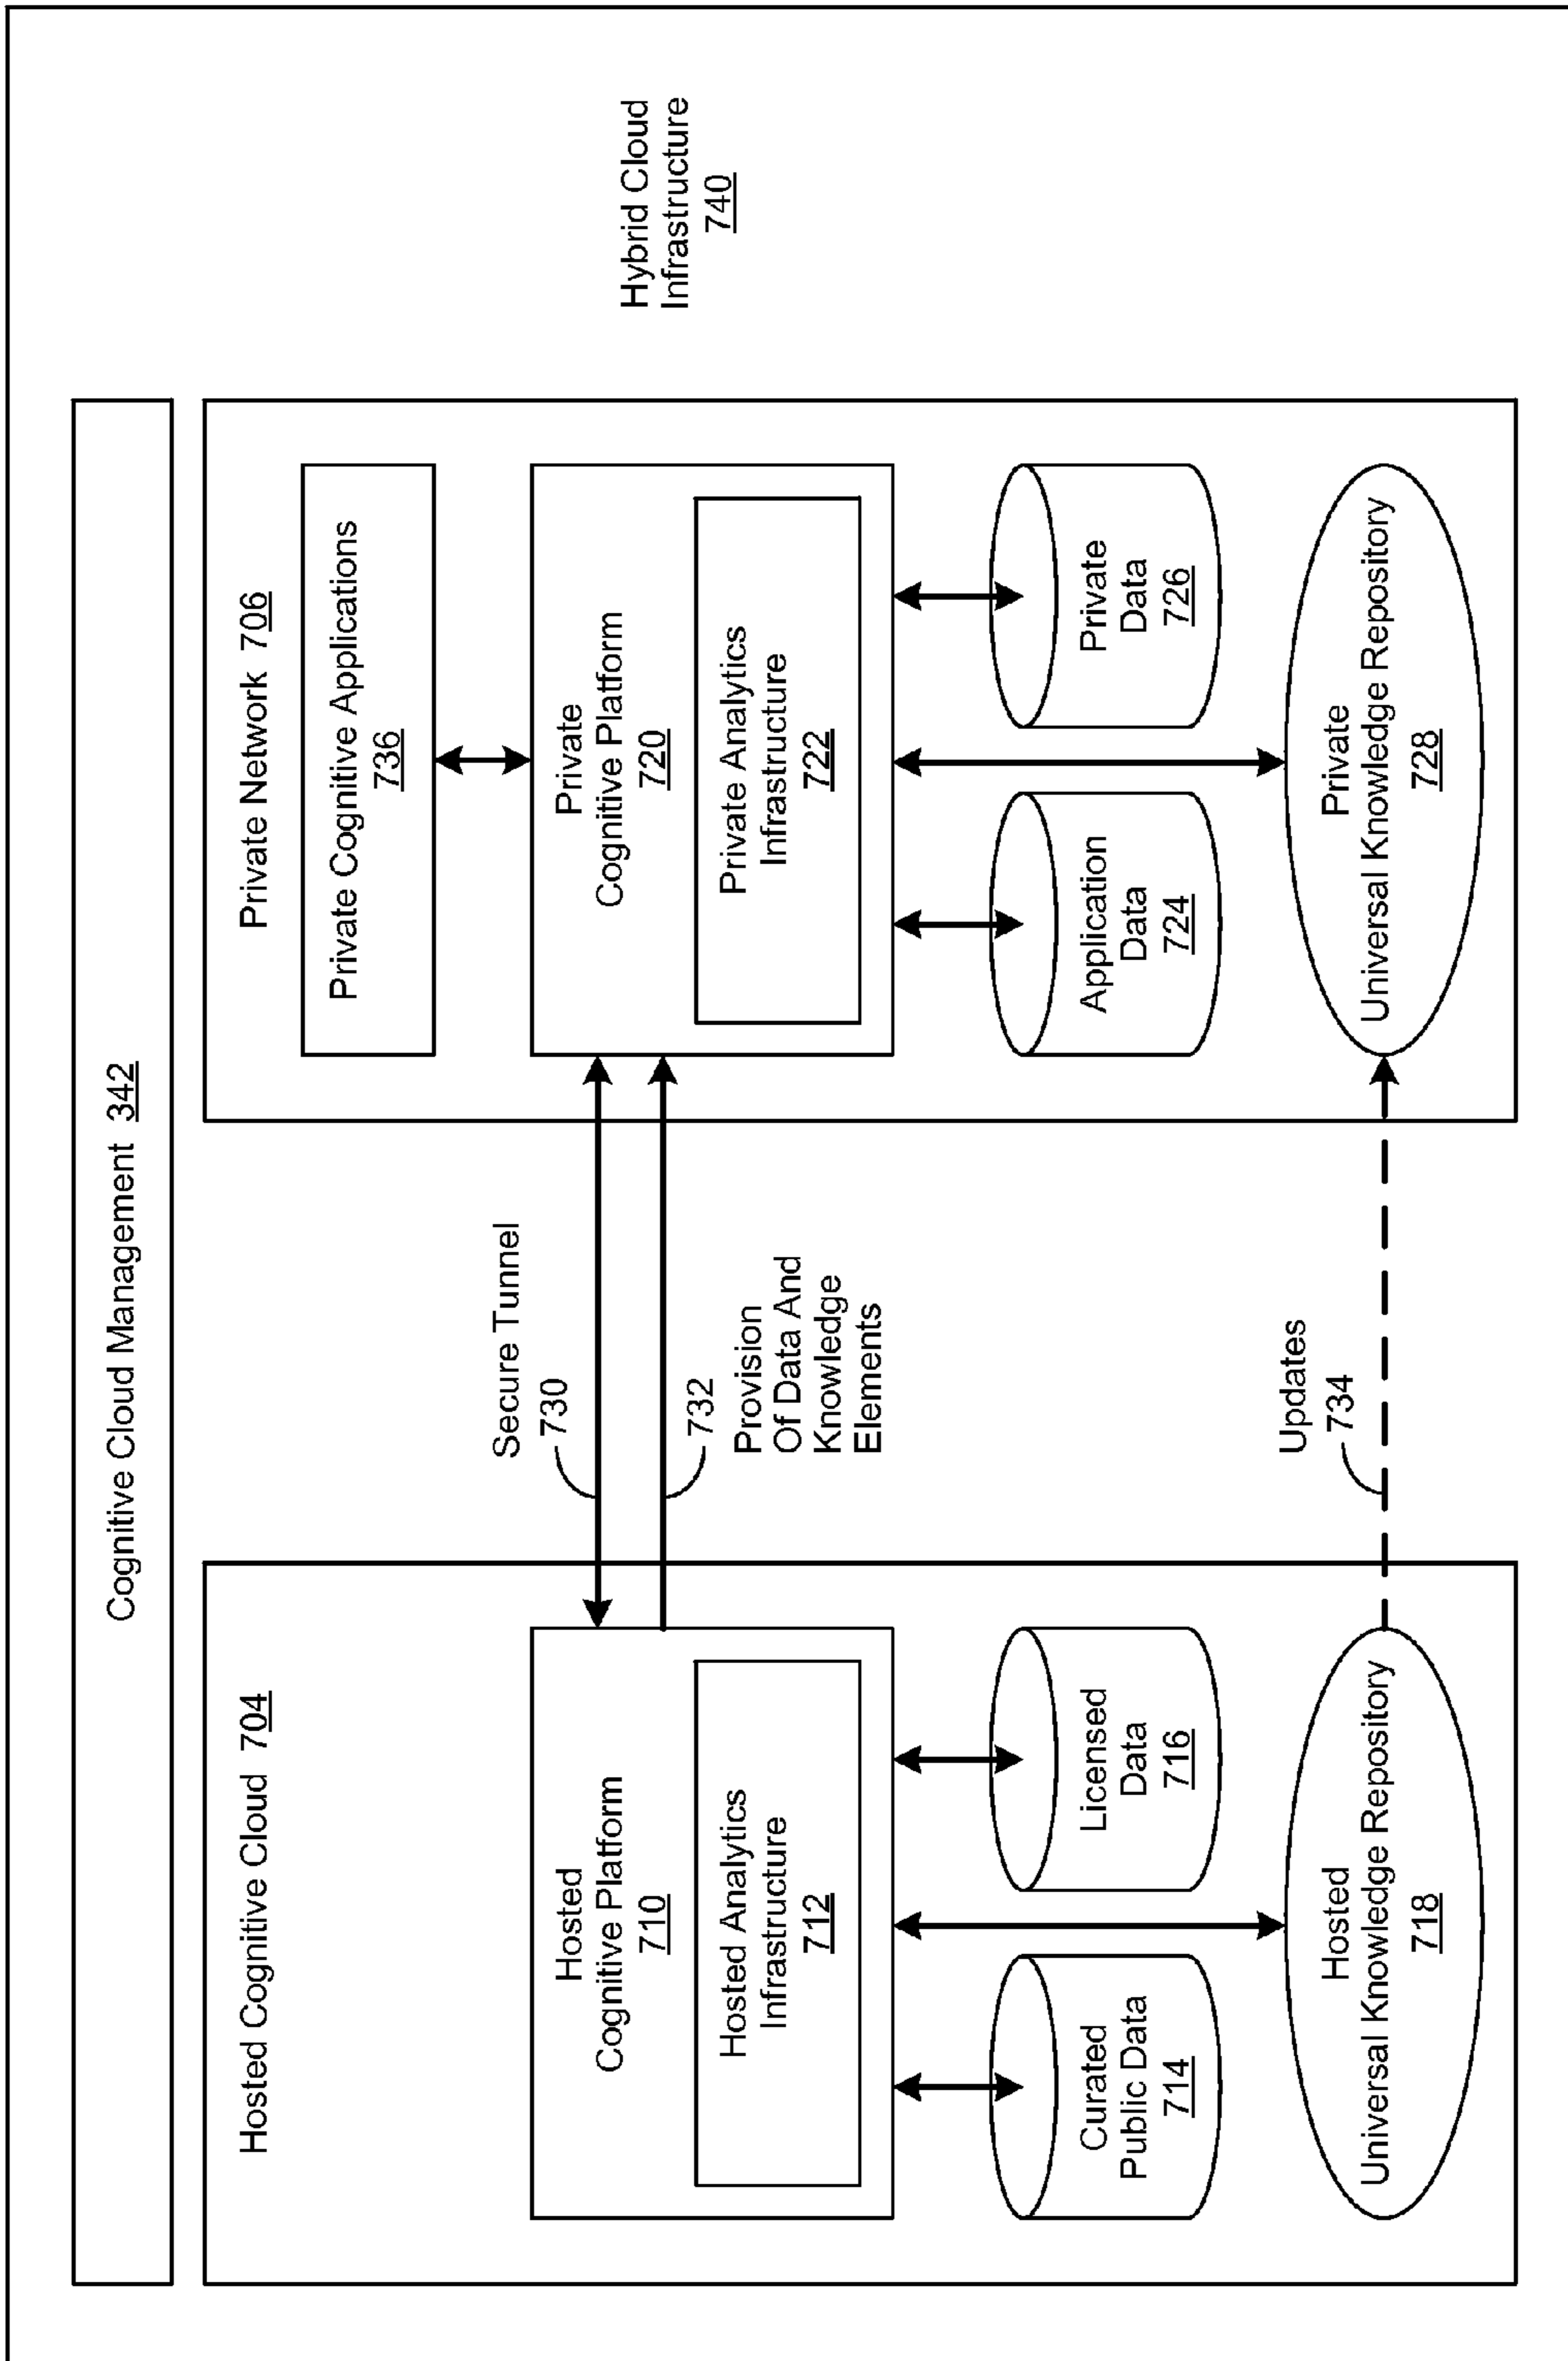 Cognitive Cloud Management 342
Hosted Cognitive Cloud 704
Hosted
Cognitive Platform
710
Hosted Analytics
Infrastructure
712
Curated
Public Data
714
Licensed
Data
716
Hosted
Universal Knowledge Repository
718
Secure Tunnel
730
732
Provision
Of Data And
Knowledge
Elements
Updates
734
Private Network 706
Private Cognitive Applications
736
Private
Cognitive Platform
720
Private Analytics
Infrastructure
722
Application
Data
724
Private
Data
726
Private
Universal Knowledge Repository
728
Hybrid Cloud
Infrastructure
740